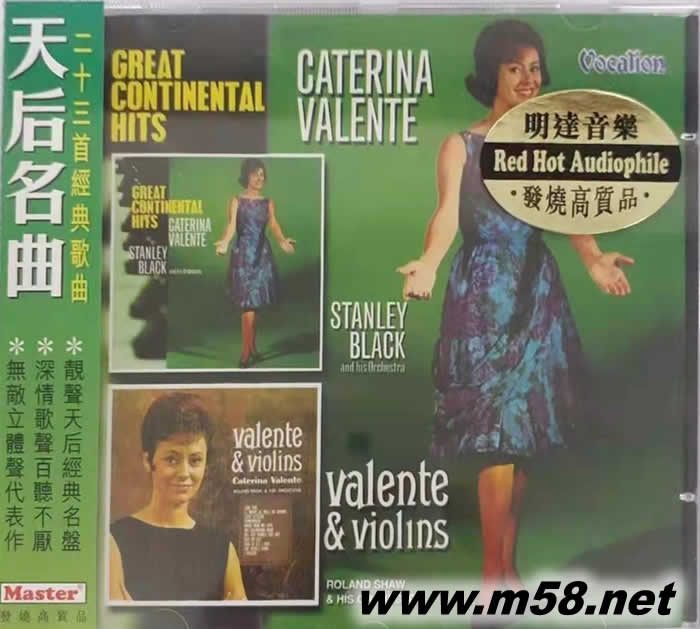 天后名曲
二十三首經典歌曲
*靚聲天后經典名盤
*深情歌聲百聽不厭
*無敵立體聲代表作
Master®
發燒高質品
GREAT
CONTINENTAL
HITS
CATERINA
VALENTE
Vocalion
明達音樂
Red Hot Audiophile
·發燒高質品·
GREAT
CONTINENTAL
HITS
CATERINA
VALENTE
STANLEY
BLACK
STANLEY
BLACK
and his Orchestra
valente
& violins
Caterina Valente
valente
& violins
ROLAND SHAW
& HIS
www.m58.net